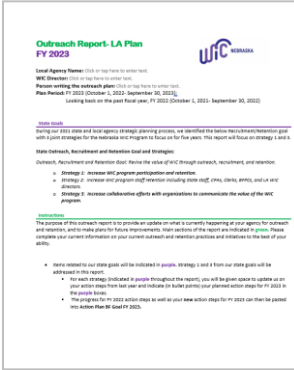 Outreach Report- LA Plan
FY 2023
WIC NEBRASKA
Local Agency Name: Click or tap here to enter text.
WIC Director: Click or tap here to enter text.
Person writing the outreach plan: Click or tap here to enter text.
Plan Period: FY 2023 (October 1, 2022- September 30, 2023)
Looking back on the past fiscal year, FY 2022 (October 1, 2021- September 30, 2022)
State Goals
During our 2021 state and local agency strategic planning process, we identified the below Recruitment/Retention goal
with 3 joint strategies for the Nebraska WIC Program to focus on for five years. This report will focus on strategy 1 and 3.
State Outreach, Recruitment and Retention Goal and Strategies:
Outreach, Recruitment and Retention Goal: Revive the value of WIC through outreach, recruitment, and retention.
o Strategy 1: Increase WIC program participation and retention.
o Strategy 2: Increase WIC program staff retention including State staff, CPAs, clerks, BFPCs, and LA WIC
directors.
o Strategy 3: Increase collaborative efforts with organizations to communicate the value of the WIC
program.
Instructions
The purpose of this outreach report is to provide an update on what is currently happening at your agency for outreach
and retention, and to make plans for future improvements. Main sections of the report are indicated in green. Please
complete your current information on your current outreach and retention practices and initiatives to the best of your
ability.
• Items related to our state goals will be indicated in purple. Strategy 1 and 3 from our state goals will be
addressed in this report.
▪ For each strategy (indicated in purple throughout the report), you will be given space to update us on
your action steps from last year and indicate (in bullet points) your planned action steps for FY 2023 in
the purple boxes.
▪ The progress for FY 2022 action steps as well as your new action steps for FY 2023 can then be pasted
into Action Plan BF Goal FY 2023.